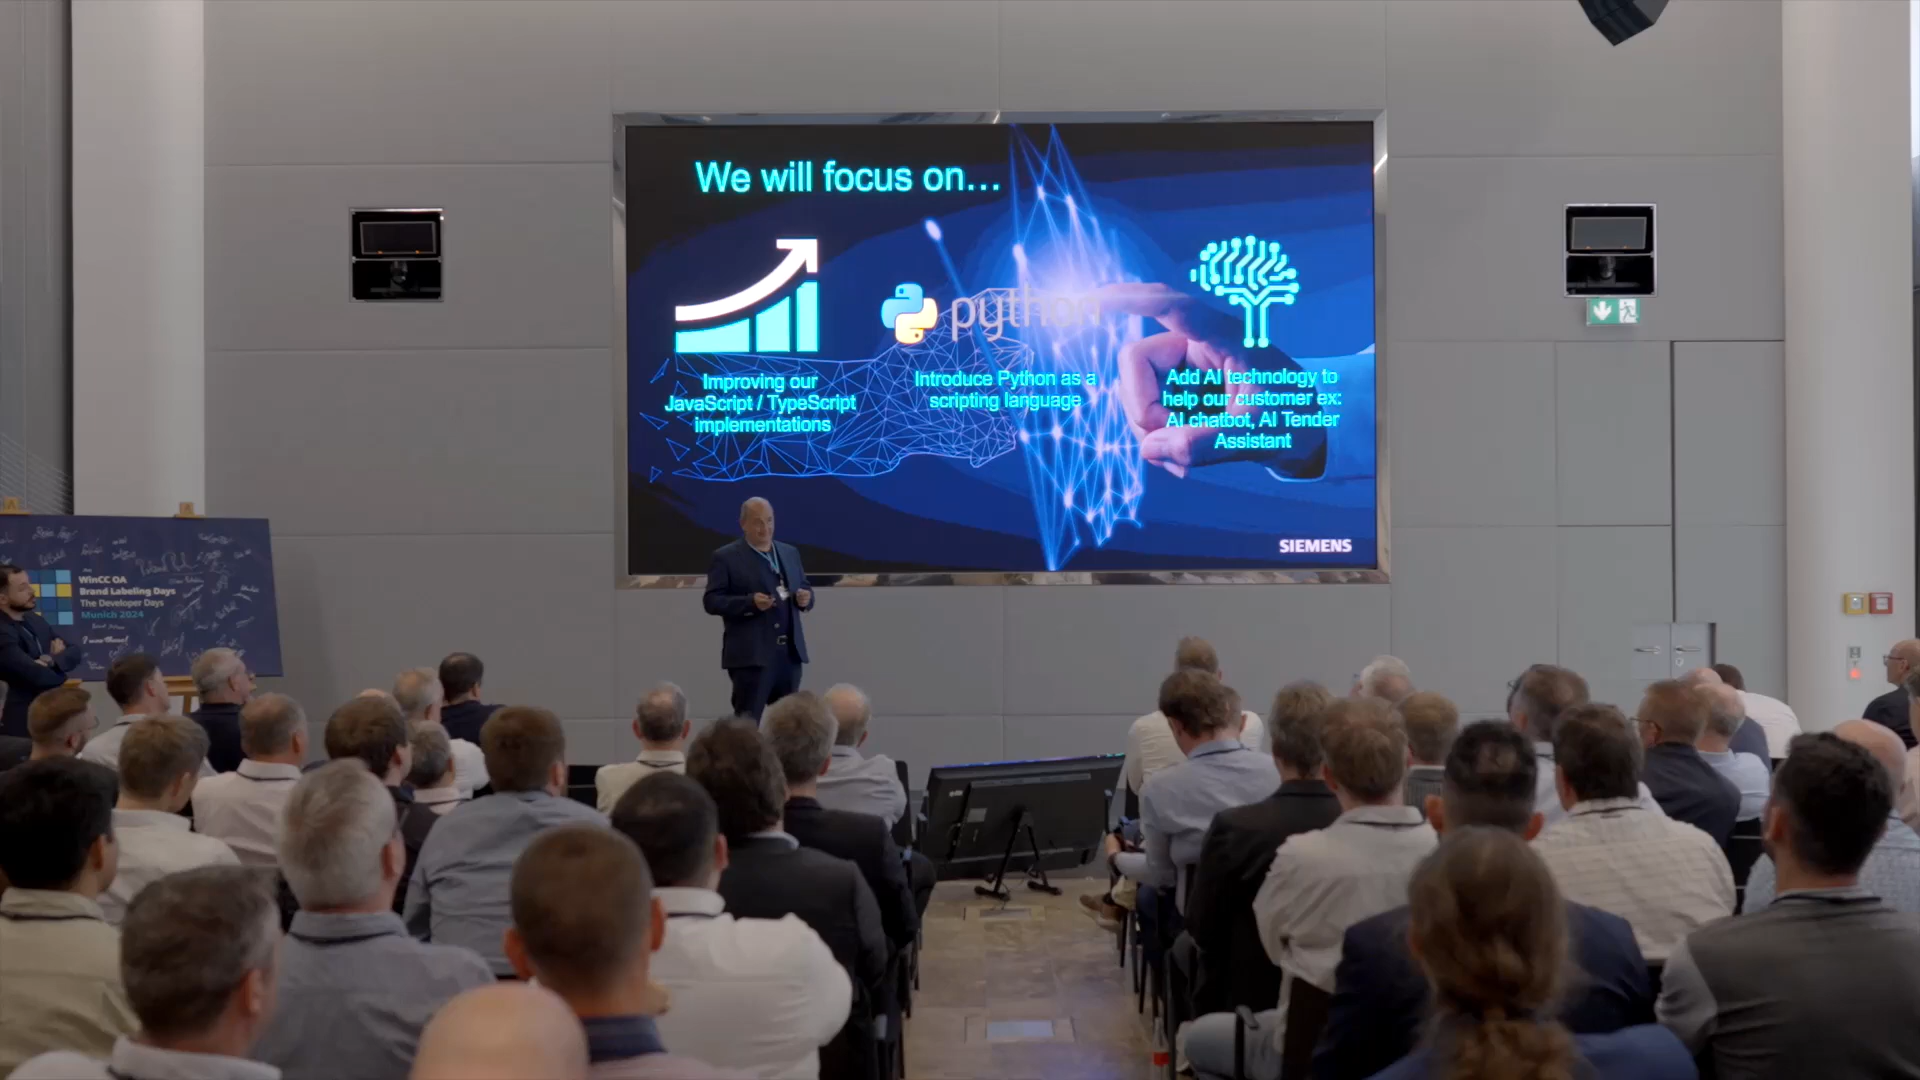 We will focus on...
python
Improving our
JavaScript / TypeScript
implementations
Introduce Python as a
scripting language
Add AI technology to
help our customer ex:
AI chatbot, AI Tender
Assistant
SIEMENS
WinCC OA
Brand Labeling Days
The Developer Days
Munich 2024
I was there!